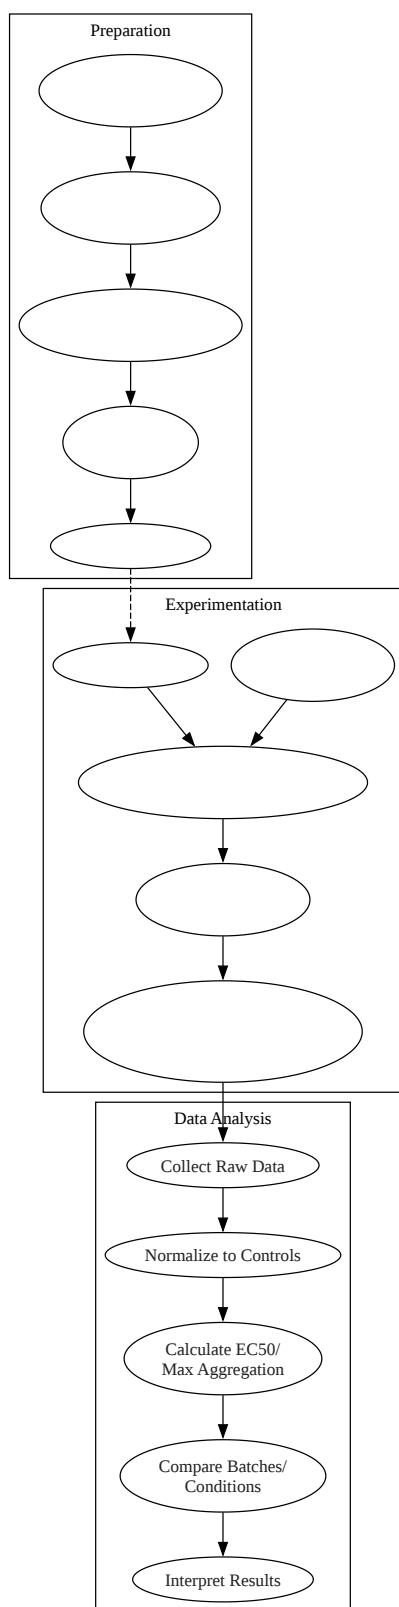 Preparation
Experimentation
Data Analysis
Collect Raw Data
Normalize to Controls
Calculate EC50/
Max Aggregation
Compare Batches/
Conditions
Interpret Results